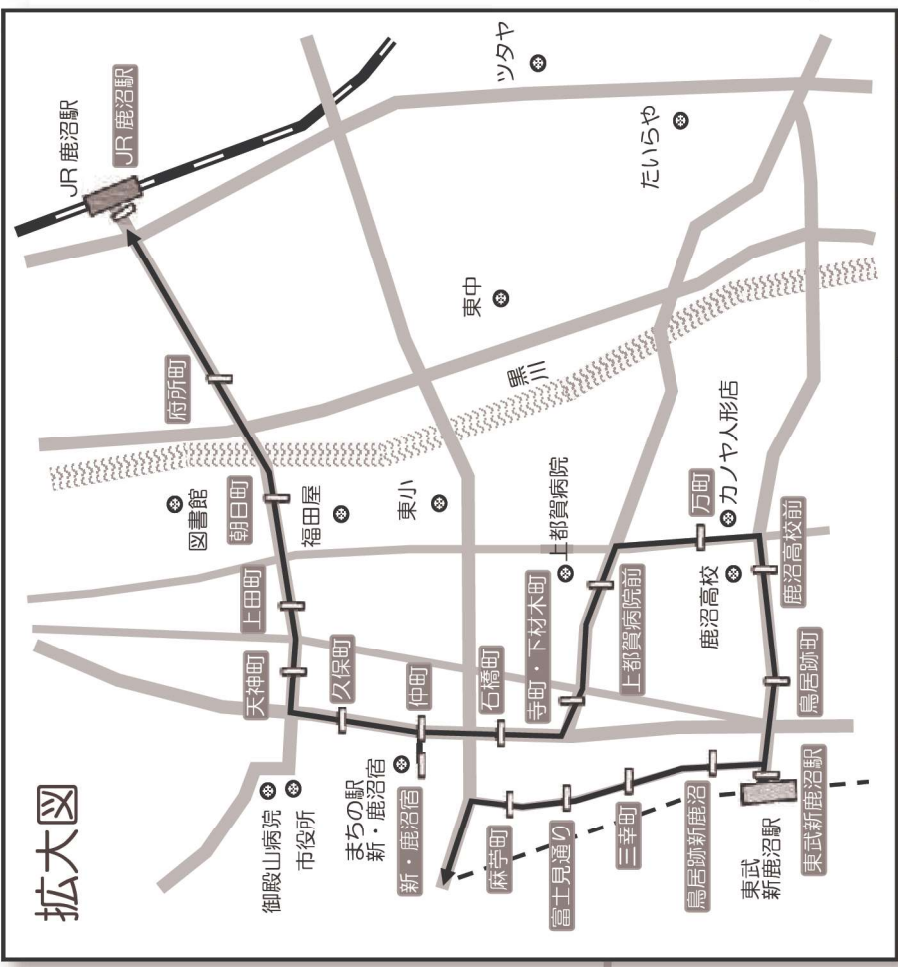 拡大図
JR 鹿沼駅
JR 鹿沼駅
ツタヤ
たいらや
府所町
東中
黒川
図書館
朝日町
福田屋
東小
上都賀病院
万町
カノヤ人形店
上田町
天神町
久保町
仲町
石橋町
寺町・下材木町
上都賀病院前
鹿沼高校
鹿沼高校前
鳥居跡町
御殿山病院
市役所
まちの駅
新・鹿沼宿
新・鹿沼宿
麻苧町
富士見通り
三幸町
鳥居跡新鹿沼
東武
新鹿沼駅
東武新鹿沼駅